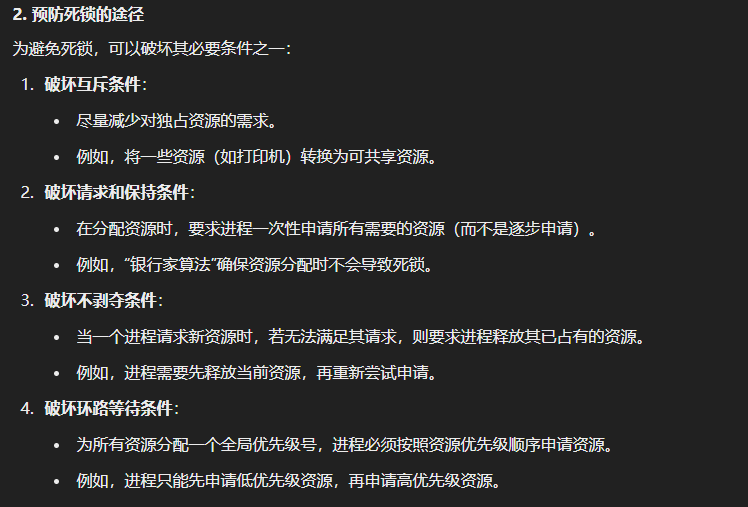 2. 预防死锁的途径
为避免死锁，可以破坏其必要条件之一：
1. 破坏互斥条件：
• 尽量减少对独占资源的需求。
• 例如，将一些资源（如打印机）转换为可共享资源。
2. 破坏请求和保持条件：
• 在分配资源时，要求进程一次性申请所有需要的资源（而不是逐步申请）。
• 例如，“银行家算法”确保资源分配时不会导致死锁。
3. 破坏不剥夺条件：
• 当一个进程请求新资源时，若无法满足其请求，则要求进程释放其已占有的资源。
• 例如，进程需要先释放当前资源，再重新尝试申请。
4. 破坏环路等待条件：
• 为所有资源分配一个全局优先级号，进程必须按照资源优先级顺序申请资源。
• 例如，进程只能先申请低优先级资源，再申请高优先级资源。